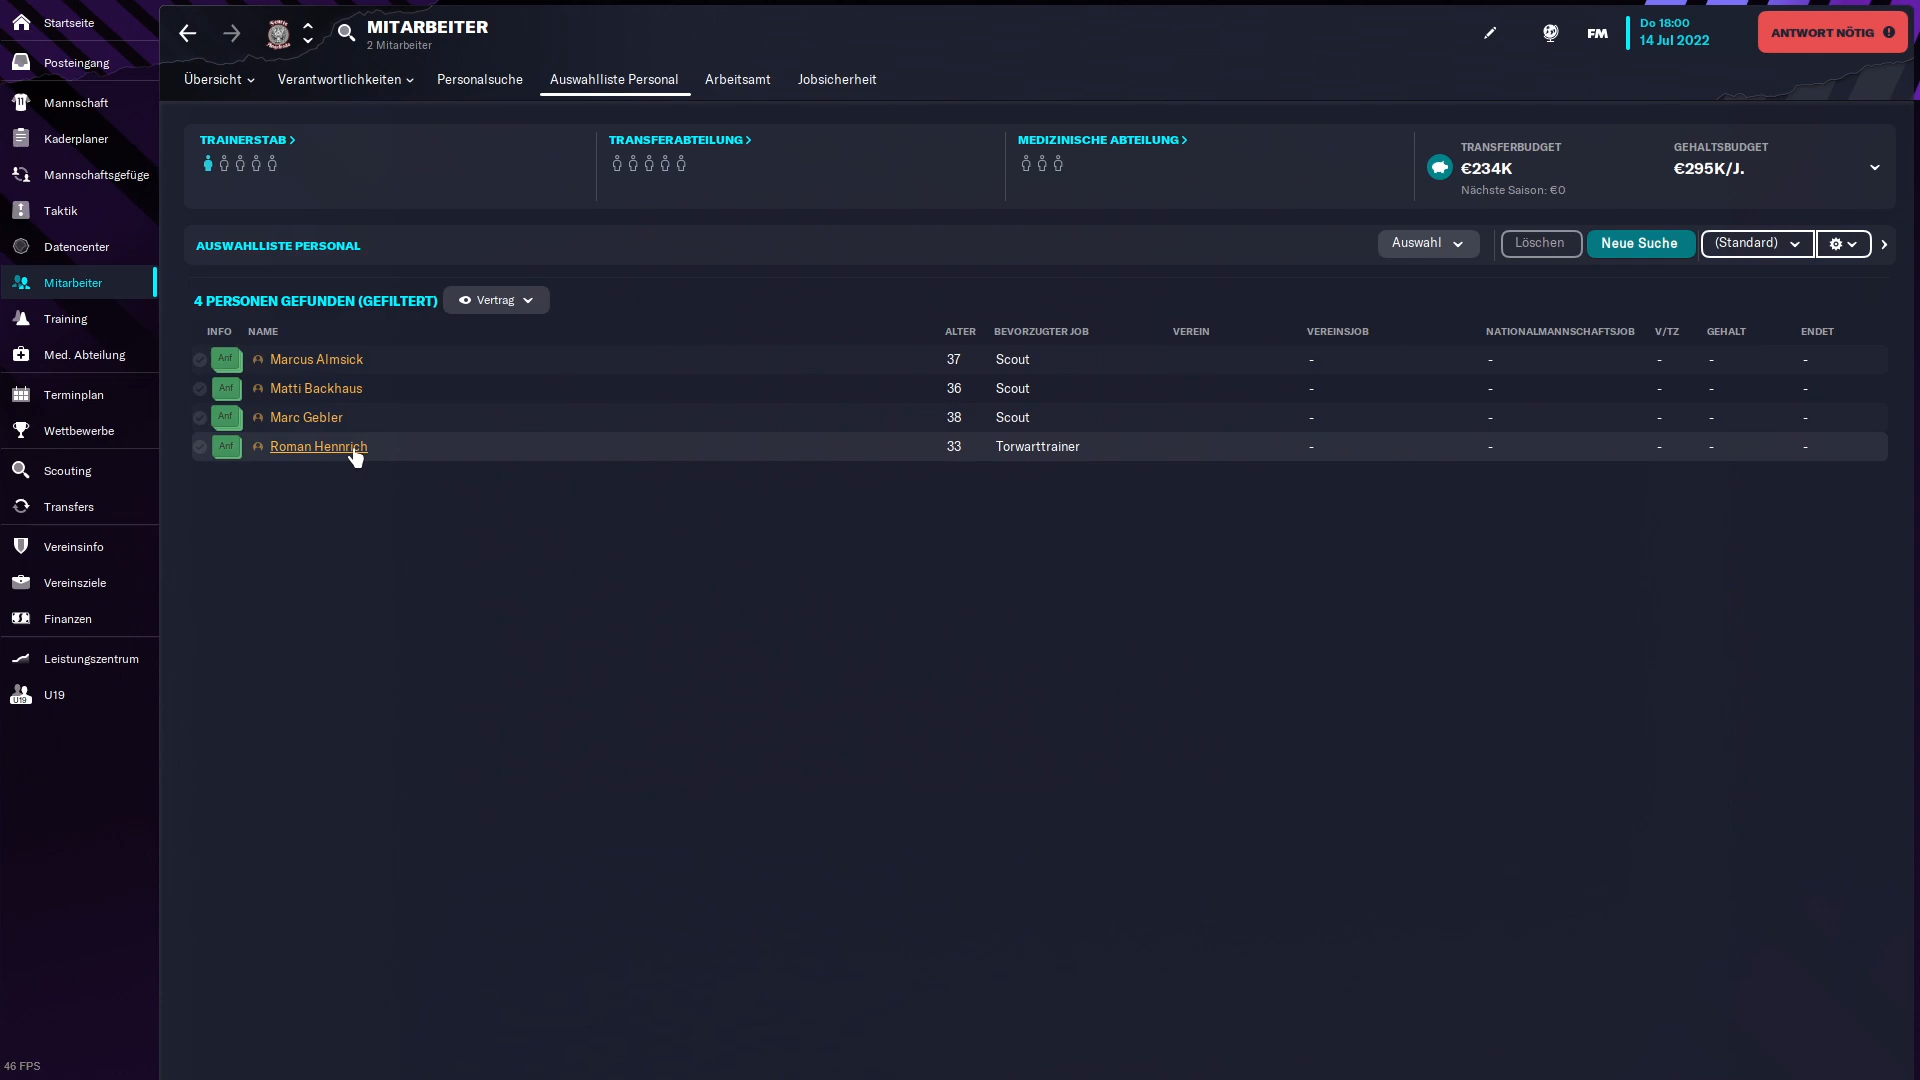 Startseite
Posteingang
Mannschaft
Kaderplaner
Mannschaftsgefüge
Taktik
Datencenter
Mitarbeiter
Training
Med. Abteilung
Terminplan
Wettbewerbe
Scouting
Transfers
Vereinsinfo
Vereinsziele
Finanzen
Leistungszentrum
U19 U19
46 FPS
MITARBEITER
2 Mitarbeiter
FM
Do 18:00
14 Jul 2022
ANTWORT NÖTIG
Übersicht Verantwortlichkeiten Personalsuche Auswahlliste Personal Arbeitsamt Jobsicherheit
TRAINERSTAB TRANSFERABTEILUNG MEDIZINISCHE ABTEILUNG
TRANSFERBUDGET GEHALTSBUDGET
€234K €295K/J.
Nächste Saison: €0
AUSWAHLLISTE PERSONAL Auswahl Löschen Neue Suche (Standard)
4 PERSONEN GEFUNDEN (GEFILTERT) Vertrag
INFO NAME ALTER BEVORZUGTER JOB VEREIN VEREINSJOB NATIONALMANNSCHAFTSJOB V/TZ GEHALT ENDET
Anf Marcus Almsick 37 Scout - - - - -
Anf Matti Backhaus 36 Scout - - - - -
Anf Marc Gebler 38 Scout - - - - -
Anf Roman Hennrich 33 Torwarttrainer - - - - -